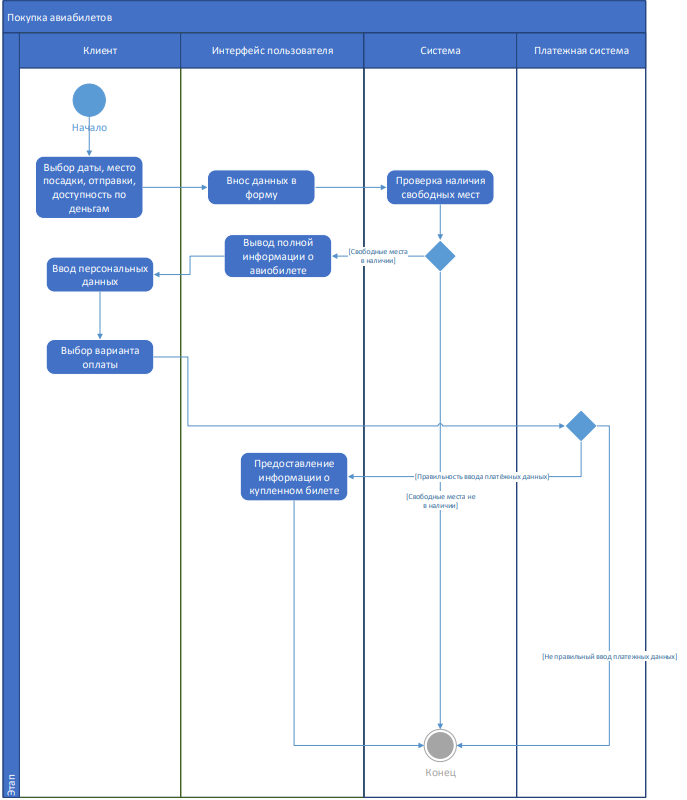 Покупка авиабилетов
Клиент
Интерфейс пользователя
Система
Платежная система
Начало
Выбор даты, место
посадки, отправки,
доступность по
деньгам
Внос данных в
форму
Проверка наличия
свободных мест
Вывод полной
информации о
авиобилете
[Свободные места
в наличии]
Ввод персональных
данных
Выбор варианта
оплаты
Предоставление
информации о
купленном билете
[Правильность ввода платёжных данных]
[Свободные места не
в наличии]
[Не правильный ввод платежных данных]
Конец
Этап